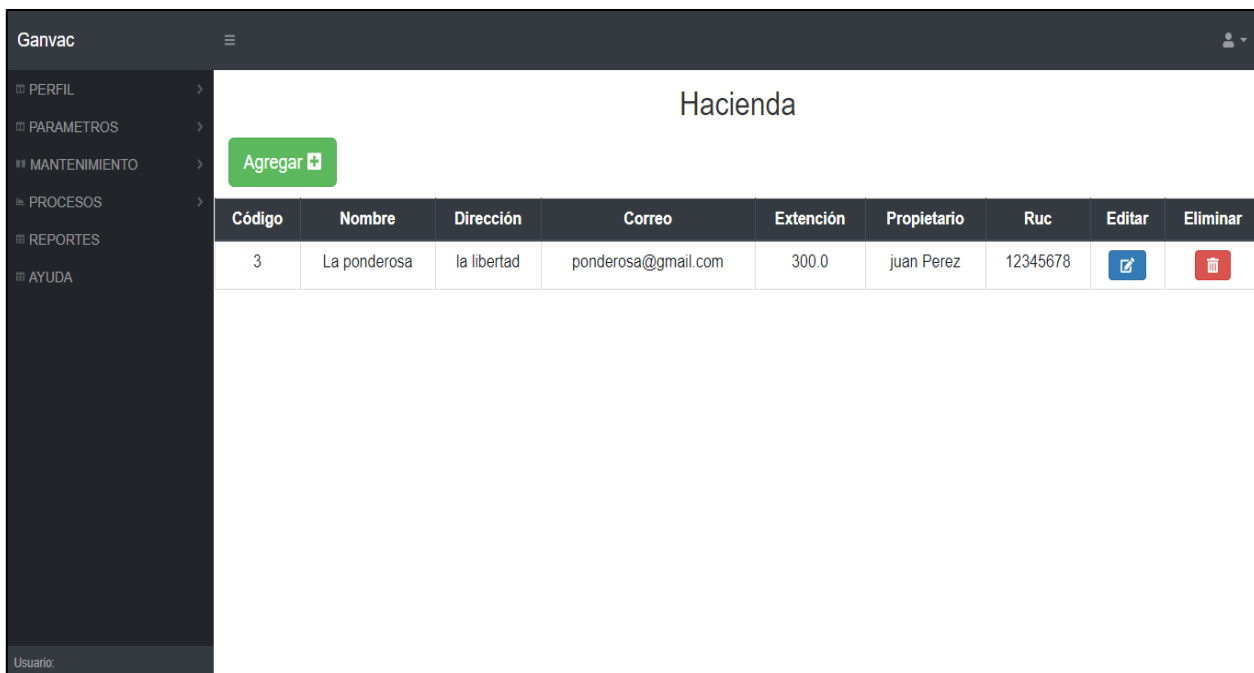 Ganvac
PERFIL
PARAMETROS
MANTENIMIENTO
PROCESOS
REPORTES
AYUDA
Usuario:
Hacienda
Agregar
Código Nombre Dirección Correo Extención Propietario Ruc Editar Eliminar
3 La ponderosa la libertad ponderosa@gmail.com 300.0 juan Perez 12345678